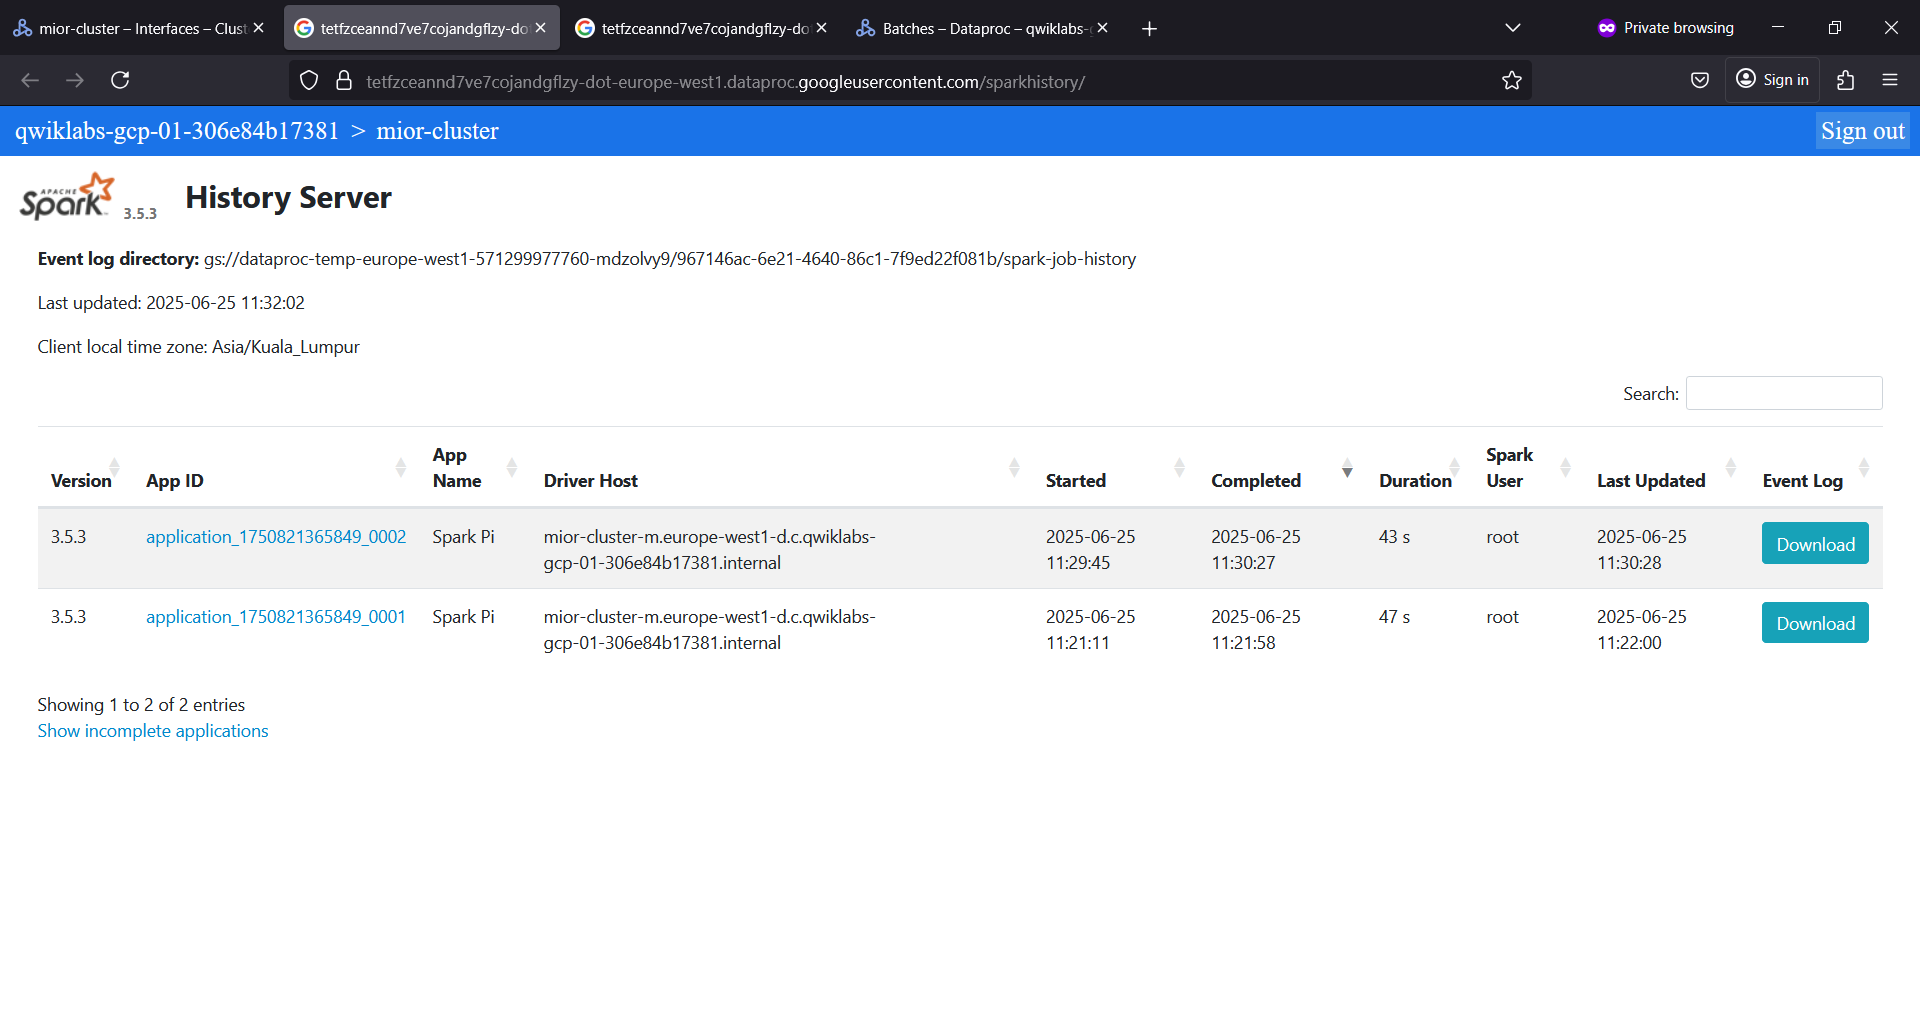 mior-cluster – Interfaces – Clust
tetfzceannd7ve7cojandgflzy-do
tetfzceannd7ve7cojandgflzy-do
Batches – Dataproc – qwiklabs-g
Private browsing
tetfzceannd7ve7cojandgflzy-dot-europe-west1.dataproc.googleusercontent.com/sparkhistory/
Sign in
qwiklabs-gcp-01-306e84b17381 > mior-cluster
Sign out
APACHE
Spark
3.5.3
History Server
Event log directory: gs://dataproc-temp-europe-west1-571299977760-mdzolvy9/967146ac-6e21-4640-86c1-7f9ed22f081b/spark-job-history
Last updated: 2025-06-25 11:32:02
Client local time zone: Asia/Kuala_Lumpur
Search:
Version
App ID
App
Name
Driver Host
Started
Completed
Duration
Spark
User
Last Updated
Event Log
3.5.3
application_1750821365849_0002
Spark Pi
mior-cluster-m.europe-west1-d.c.qwiklabs-
gcp-01-306e84b17381.internal
2025-06-25
11:29:45
2025-06-25
11:30:27
43 s
root
2025-06-25
11:30:28
Download
3.5.3
application_1750821365849_0001
Spark Pi
mior-cluster-m.europe-west1-d.c.qwiklabs-
gcp-01-306e84b17381.internal
2025-06-25
11:21:11
2025-06-25
11:21:58
47 s
root
2025-06-25
11:22:00
Download
Showing 1 to 2 of 2 entries
Show incomplete applications